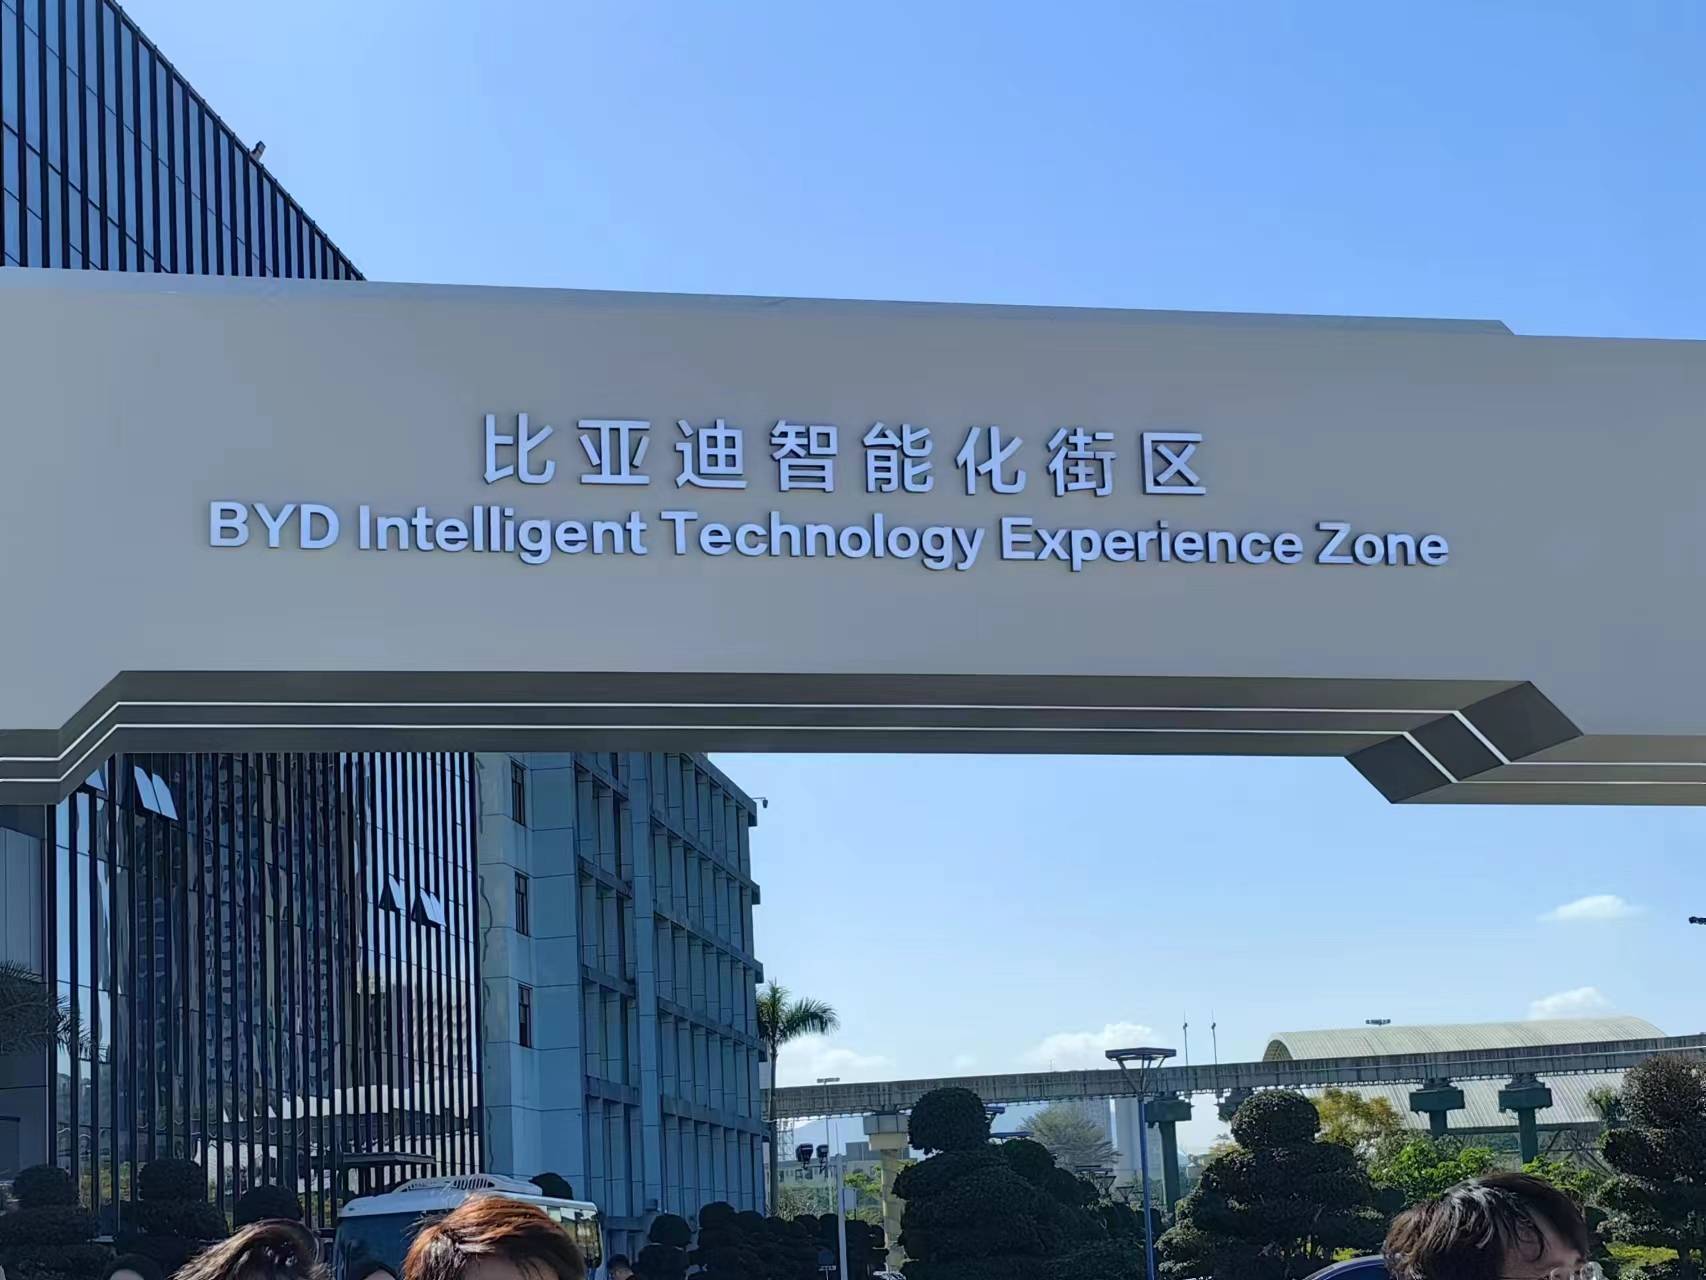 比亚迪智能化街区
BYD Intelligent Technology Experience Zone